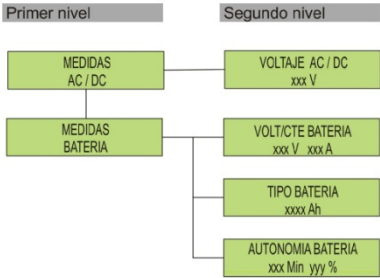 Primer nivel
Segundo nivel
MEDIDAS
AC / DC
VOLTAJE AC / DC
xxx V
MEDIDAS
BATERIA
VOLT/CTE BATERIA
xxx V xxx A
TIPO BATERIA
xxxx Ah
AUTONOMIA BATERIA
xxx Min yyy %